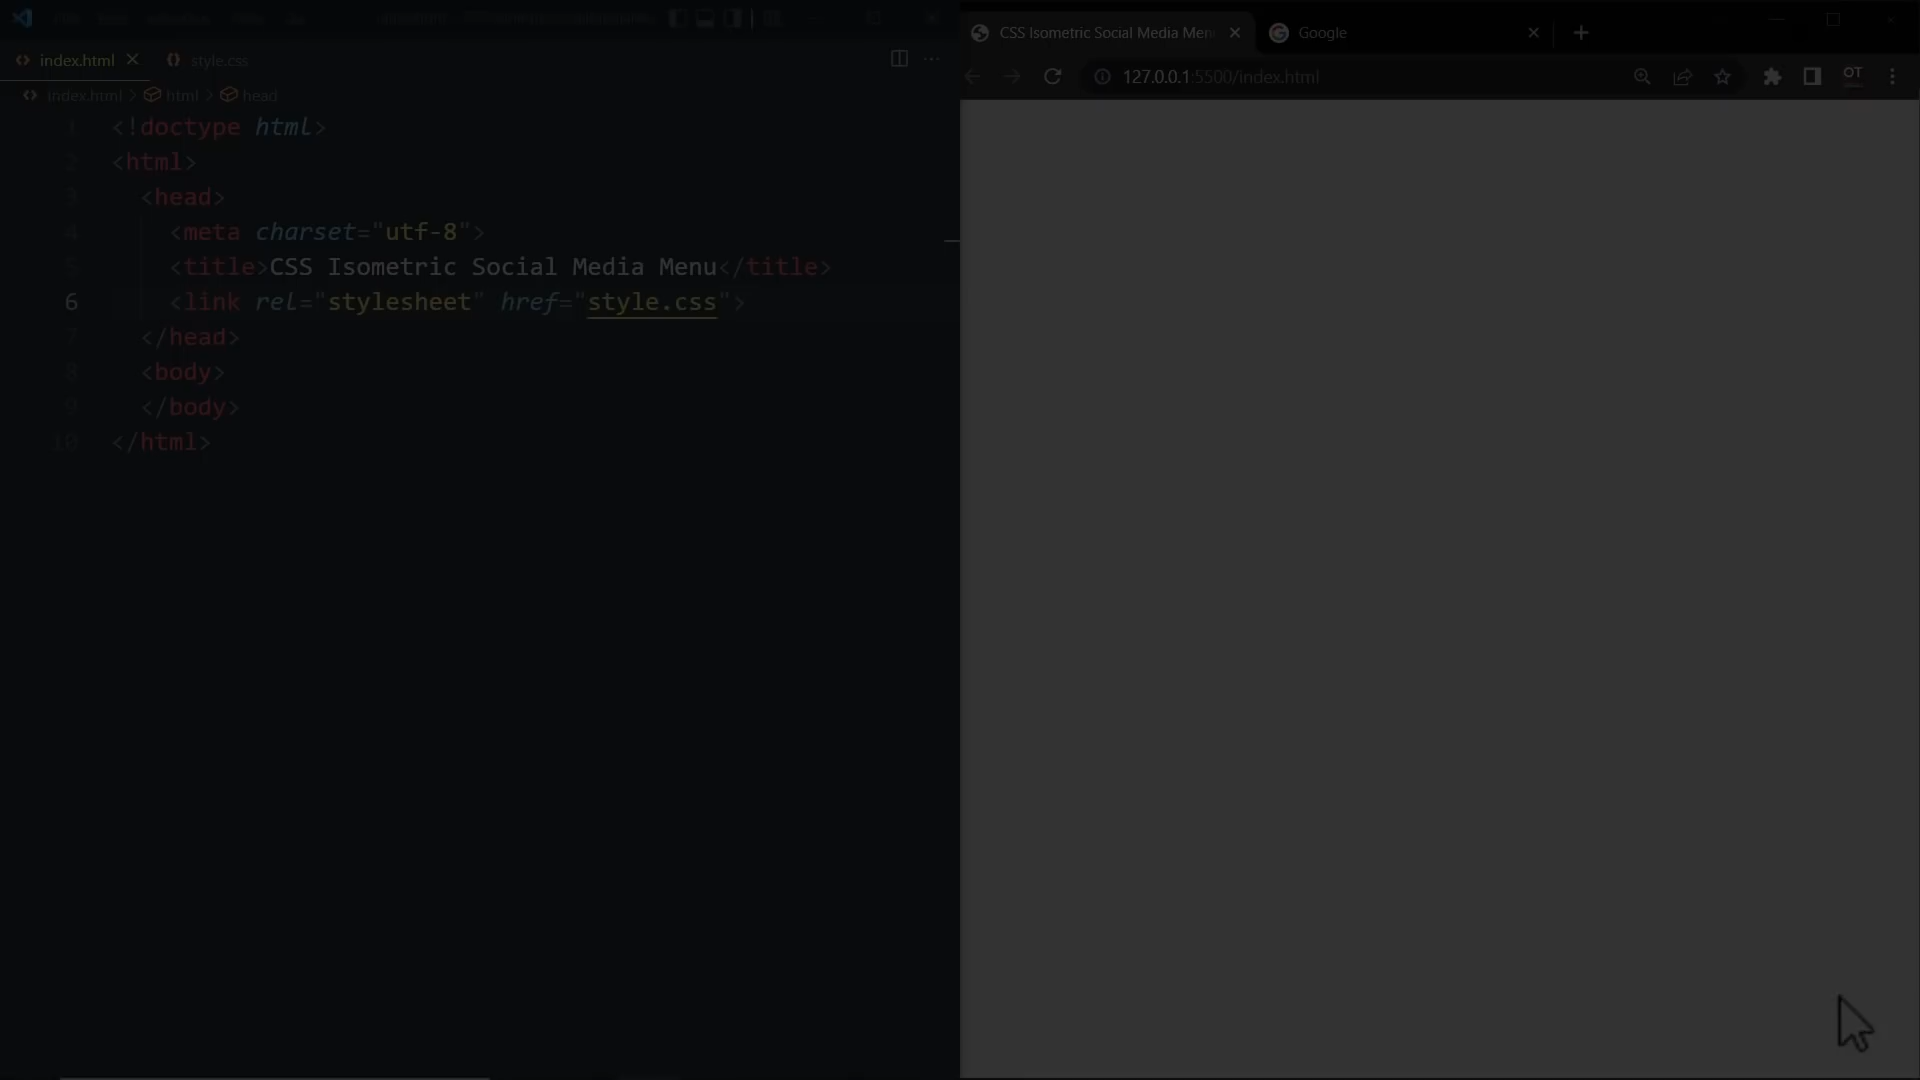 index.html
style.css
index.html > html > head
1 <!doctype html>
2 <html>
3 <head>
4 <meta charset="utf-8">
5 <title>CSS Isometric Social Media Menu</title>
6 <link rel="stylesheet" href="style.css">
7 </head>
8 <body>
9 </body>
10 </html>
CSS Isometric Social Media Men
Google
127.0.0.1:5500/index.html
OT